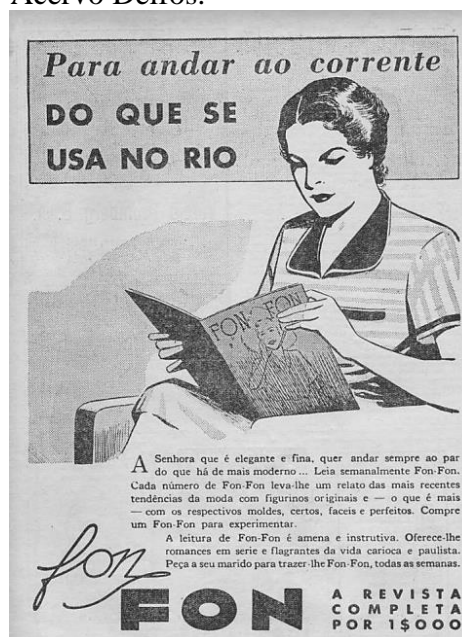 Acervo Delfos.
Para andar ao corrente
DO QUE SE
USA NO RIO
FON-FON
A Senhora que é elegante e fina, quer andar sempre ao par
do que há de mais moderno ... Leia semanalmente Fon-Fon.
Cada número de Fon-Fon leva-lhe um relato das mais recentes
tendências da moda com figurinos originais e — o que é mais
— com os respectivos moldes, certos, faceis e perfeitos. Compre
um Fon-Fon para experimentar.
A leitura de Fon-Fon é amena e instrutiva. Oferece-lhe
romances em serie e flagrantes da vida carioca e paulista.
Peça a seu marido para trazer-lhe Fon-Fon, todas as semanas.
fon
FON
A REVISTA
COMPLETA
POR 1$000